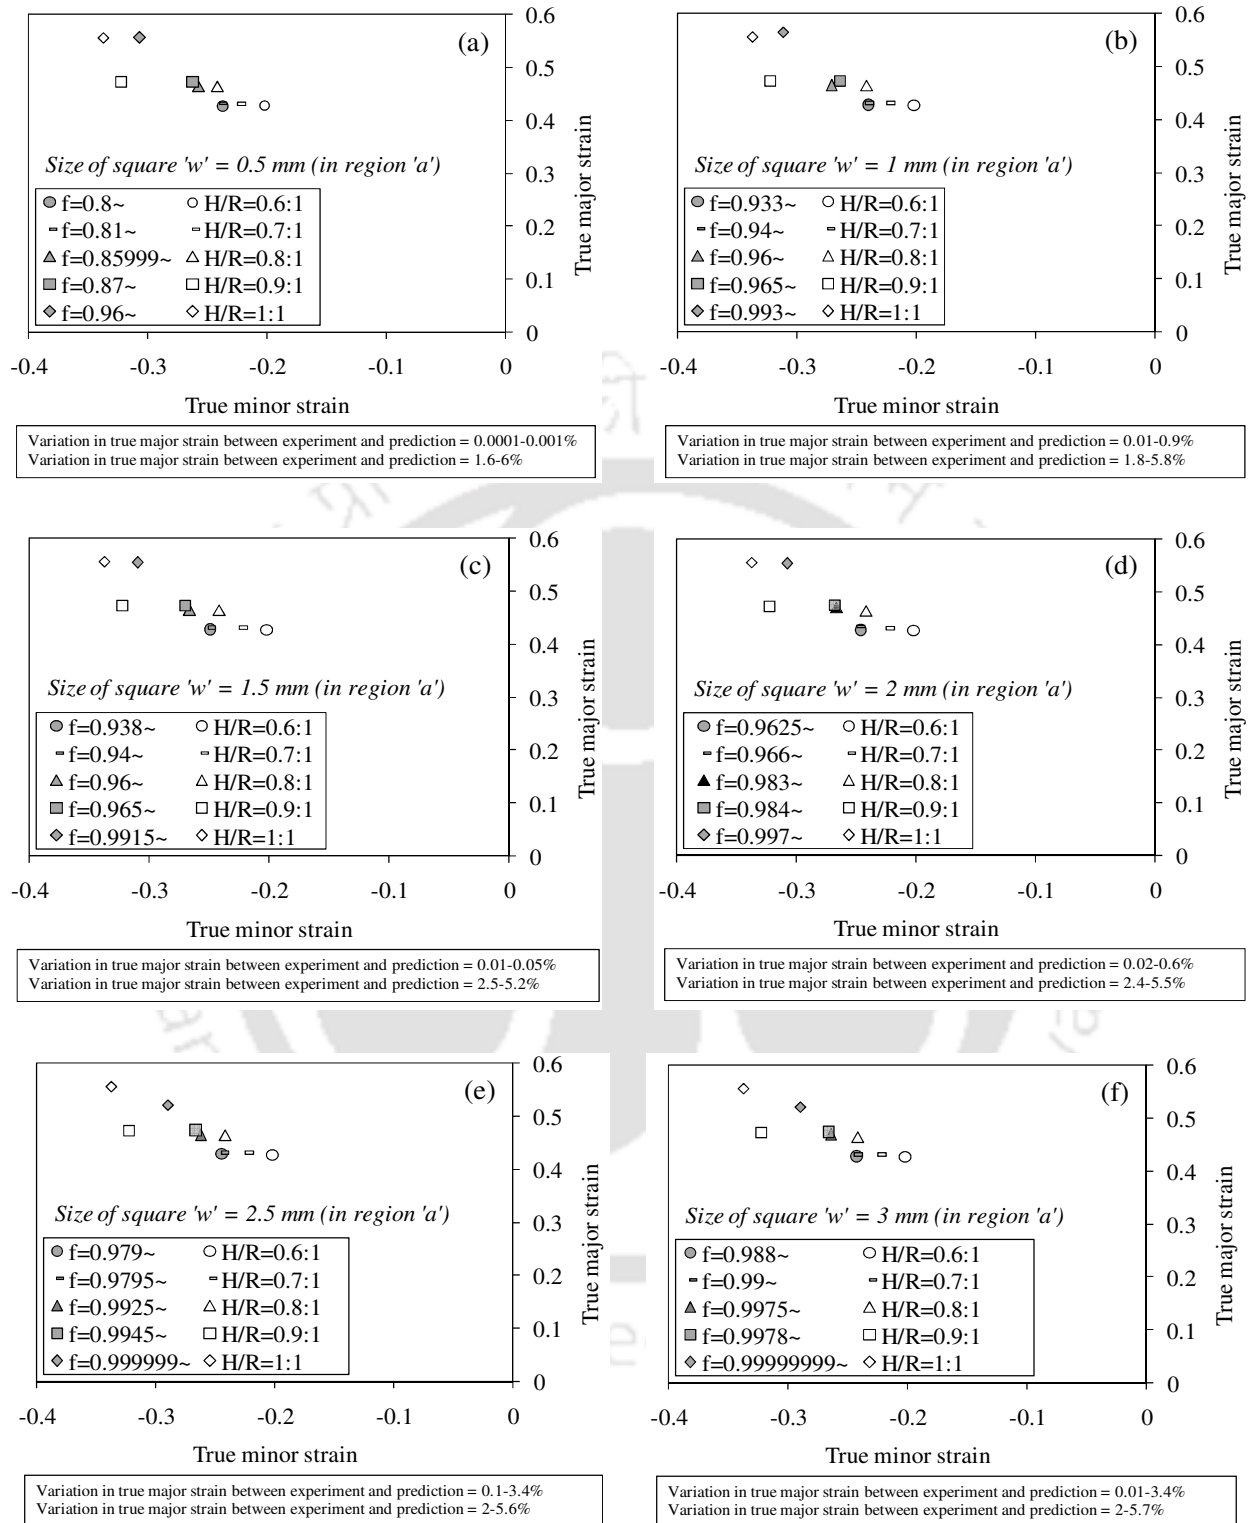 (a)
0.6
0.5
0.4
0.3
0.2
0.1
0
True major strain
Size of square 'w' = 0.5 mm (in region 'a')
f=0.8~ H/R=0.6:1
f=0.81~ H/R=0.7:1
f=0.85999~ H/R=0.8:1
f=0.87~ H/R=0.9:1
f=0.96~ H/R=1:1
-0.4 -0.3 -0.2 -0.1 0
True minor strain
Variation in true major strain between experiment and prediction = 0.0001-0.001%
Variation in true major strain between experiment and prediction = 1.6-6%
(b)
0.6
0.5
0.4
0.3
0.2
0.1
0
True major strain
Size of square 'w' = 1 mm (in region 'a')
f=0.933~ H/R=0.6:1
f=0.94~ H/R=0.7:1
f=0.96~ H/R=0.8:1
f=0.965~ H/R=0.9:1
f=0.993~ H/R=1:1
-0.4 -0.3 -0.2 -0.1 0
True minor strain
Variation in true major strain between experiment and prediction = 0.01-0.9%
Variation in true major strain between experiment and prediction = 1.8-5.8%
(c)
0.6
0.5
0.4
0.3
0.2
0.1
0
True major strain
Size of square 'w' = 1.5 mm (in region 'a')
f=0.938~ H/R=0.6:1
f=0.94~ H/R=0.7:1
f=0.96~ H/R=0.8:1
f=0.965~ H/R=0.9:1
f=0.9915~ H/R=1:1
-0.4 -0.3 -0.2 -0.1 0
True minor strain
Variation in true major strain between experiment and prediction = 0.01-0.05%
Variation in true major strain between experiment and prediction = 2.5-5.2%
(d)
0.6
0.5
0.4
0.3
0.2
0.1
0
True major strain
Size of square 'w' = 2 mm (in region 'a')
f=0.9625~ H/R=0.6:1
f=0.966~ H/R=0.7:1
f=0.983~ H/R=0.8:1
f=0.984~ H/R=0.9:1
f=0.997~ H/R=1:1
-0.4 -0.3 -0.2 -0.1 0
True minor strain
Variation in true major strain between experiment and prediction = 0.02-0.6%
Variation in true major strain between experiment and prediction = 2.4-5.5%
(e)
0.6
0.5
0.4
0.3
0.2
0.1
0
True major strain
Size of square 'w' = 2.5 mm (in region 'a')
f=0.979~ H/R=0.6:1
f=0.9795~ H/R=0.7:1
f=0.9925~ H/R=0.8:1
f=0.9945~ H/R=0.9:1
f=0.999999~ H/R=1:1
-0.4 -0.3 -0.2 -0.1 0
True minor strain
Variation in true major strain between experiment and prediction = 0.1-3.4%
Variation in true major strain between experiment and prediction = 2-5.6%
(f)
0.6
0.5
0.4
0.3
0.2
0.1
0
True major strain
Size of square 'w' = 3 mm (in region 'a')
f=0.988~ H/R=0.6:1
f=0.99~ H/R=0.7:1
f=0.9975~ H/R=0.8:1
f=0.9978~ H/R=0.9:1
f=0.99999999~ H/R=1:1
-0.4 -0.3 -0.2 -0.1 0
True minor strain
Variation in true major strain between experiment and prediction = 0.01-3.4%
Variation in true major strain between experiment and prediction = 2-5.7%